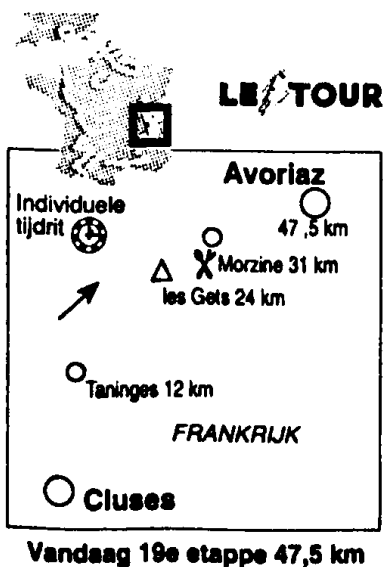 LE TOUR
Avoriaz
47 ,5 km
Individuele
tijdrit
Morzine 31 km
les Gets 24 km
Taninges 12 km
FRANKRIJK
Cluses
Vandaag 19e etappe 47,5 km